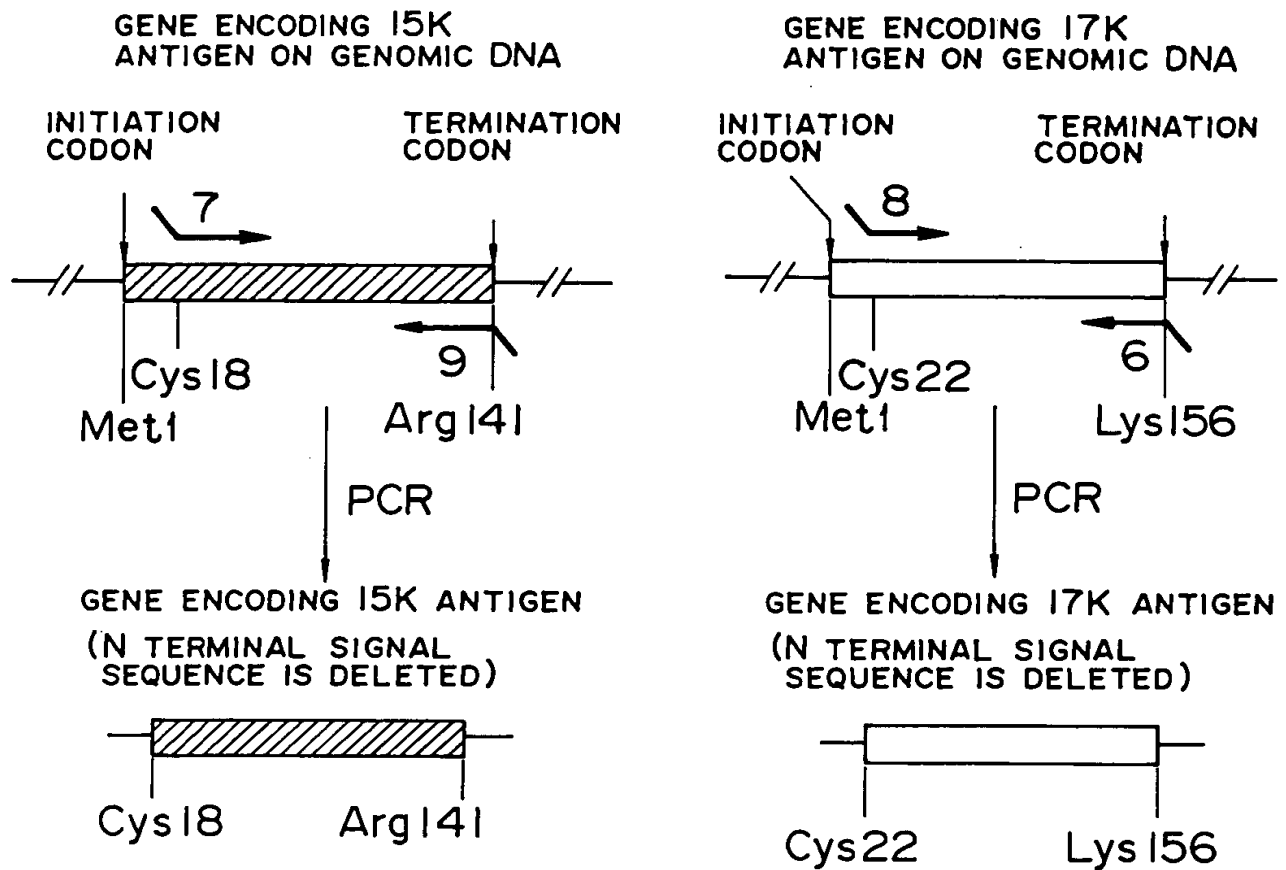 GENE ENCODING 15K
ANTIGEN ON GENOMIC DNA
INITIATION
CODON
TERMINATION
CODON
7
9
Cys18
Met1
Arg141
PCR
GENE ENCODING 15K ANTIGEN
(N TERMINAL SIGNAL
SEQUENCE IS DELETED)
Cys18
Arg141
GENE ENCODING 17K
ANTIGEN ON GENOMIC DNA
INITIATION
CODON
TERMINATION
CODON
8
6
Cys22
Met1
Lys156
PCR
GENE ENCODING 17K ANTIGEN
(N TERMINAL SIGNAL
SEQUENCE IS DELETED)
Cys22
Lys156